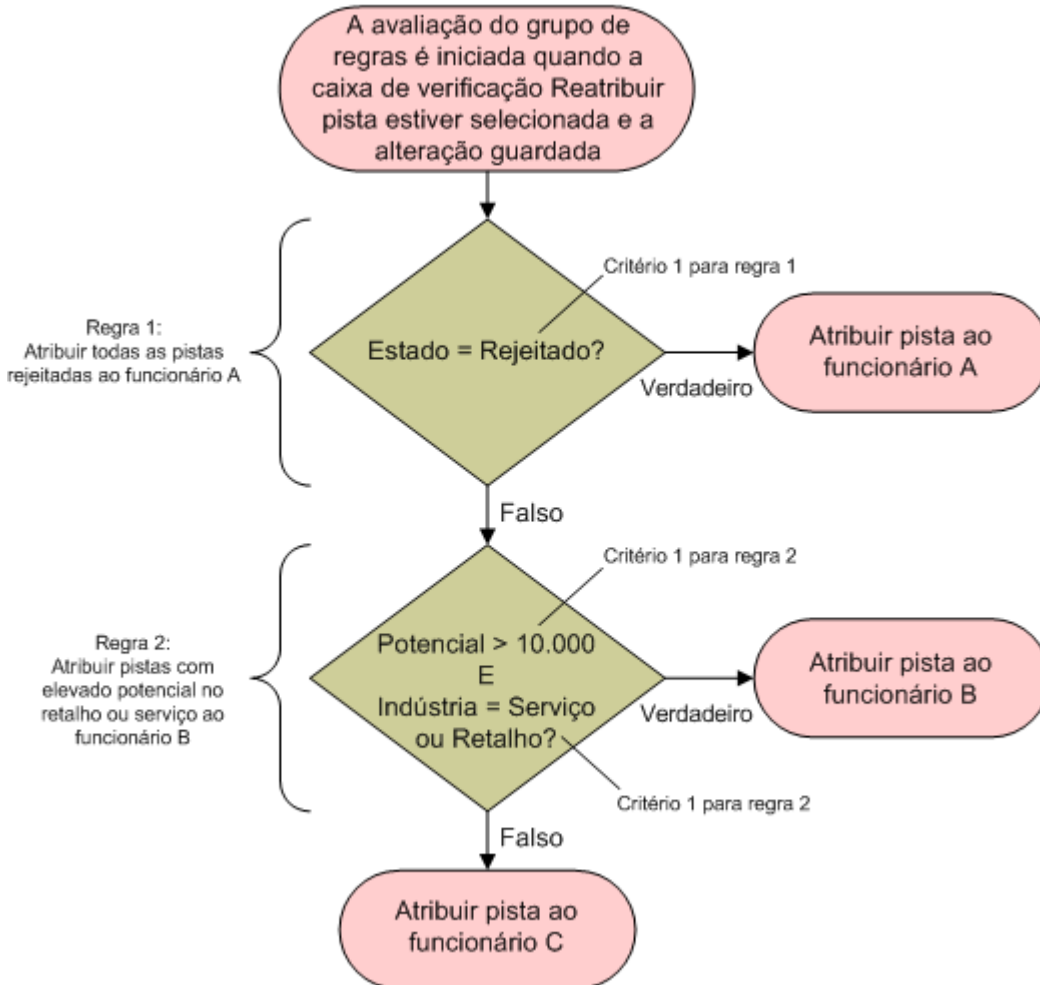 A avaliação do grupo de
regras é iniciada quando a
caixa de verificação Reatribuir
pista estiver selecionada e a
alteração guardada
Critério 1 para regra 1
Regra 1:
Atribuir todas as pistas
rejeitadas ao funcionário A
Estado = Rejeitado?
Verdadeiro
Atribuir pista ao
funcionário A
Falso
Critério 1 para regra 2
Regra 2:
Atribuir pistas com
elevado potencial no
retalho ou serviço ao
funcionário B
Potencial > 10.000
E
Indústria = Serviço
ou Retalho?
Verdadeiro
Atribuir pista ao
funcionário B
Critério 1 para regra 2
Falso
Atribuir pista ao
funcionário C